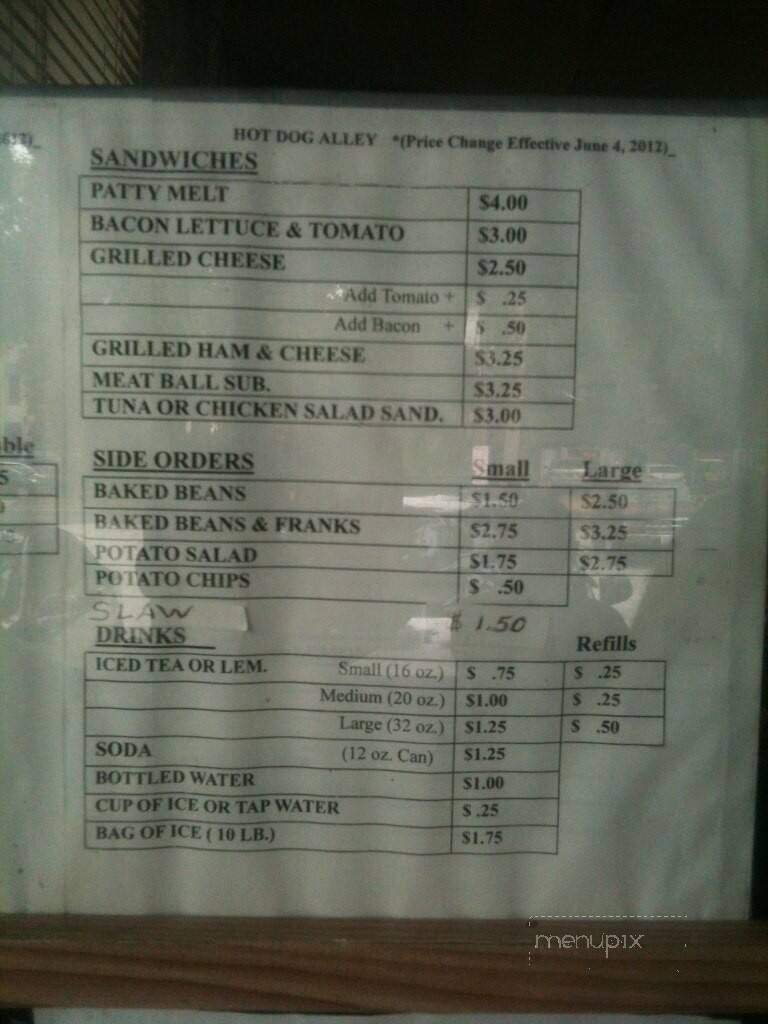 HOT DOG ALLEY *(Price Change Effective June 4, 2012)_
SANDWICHES
PATTY MELT $4.00
BACON LETTUCE & TOMATO $3.00
GRILLED CHEESE $2.50
Add Tomato + $ .25
Add Bacon + $ .50
GRILLED HAM & CHEESE $3.25
MEAT BALL SUB. $3.25
TUNA OR CHICKEN SALAD SAND. $3.00
SIDE ORDERS Small Large
BAKED BEANS $1.50 $2.50
BAKED BEANS & FRANKS $2.75 $3.25
POTATO SALAD $1.75 $2.75
POTATO CHIPS $ .50
SLAW $ 1.50
DRINKS Refills
ICED TEA OR LEM. Small (16 oz.) $ .75 $ .25
Medium (20 oz.) $1.00 $ .25
Large (32 oz.) $1.25 $ .50
SODA (12 oz. Can) $1.25
BOTTLED WATER $1.00
CUP OF ICE OR TAP WATER $ .25
BAG OF ICE ( 10 LB.) $1.75
menupix